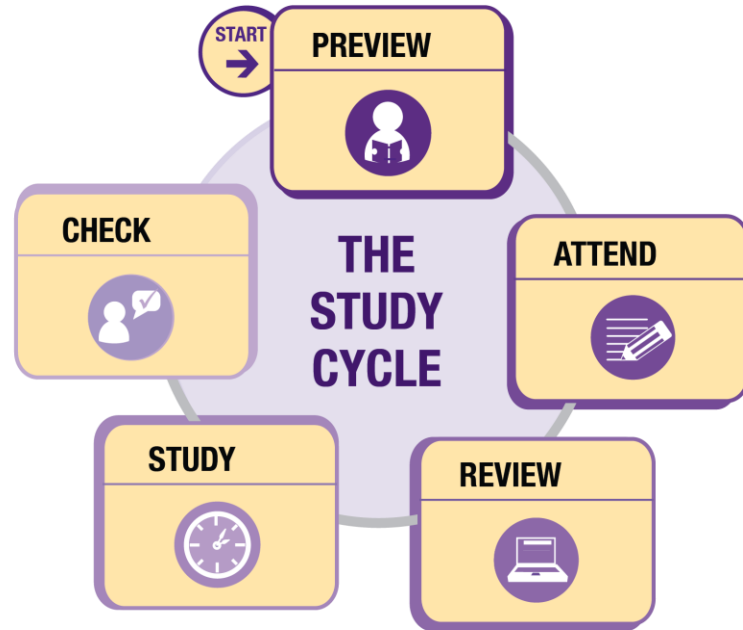 START
PREVIEW
ATTEND
REVIEW
STUDY
CHECK
THE
STUDY
CYCLE